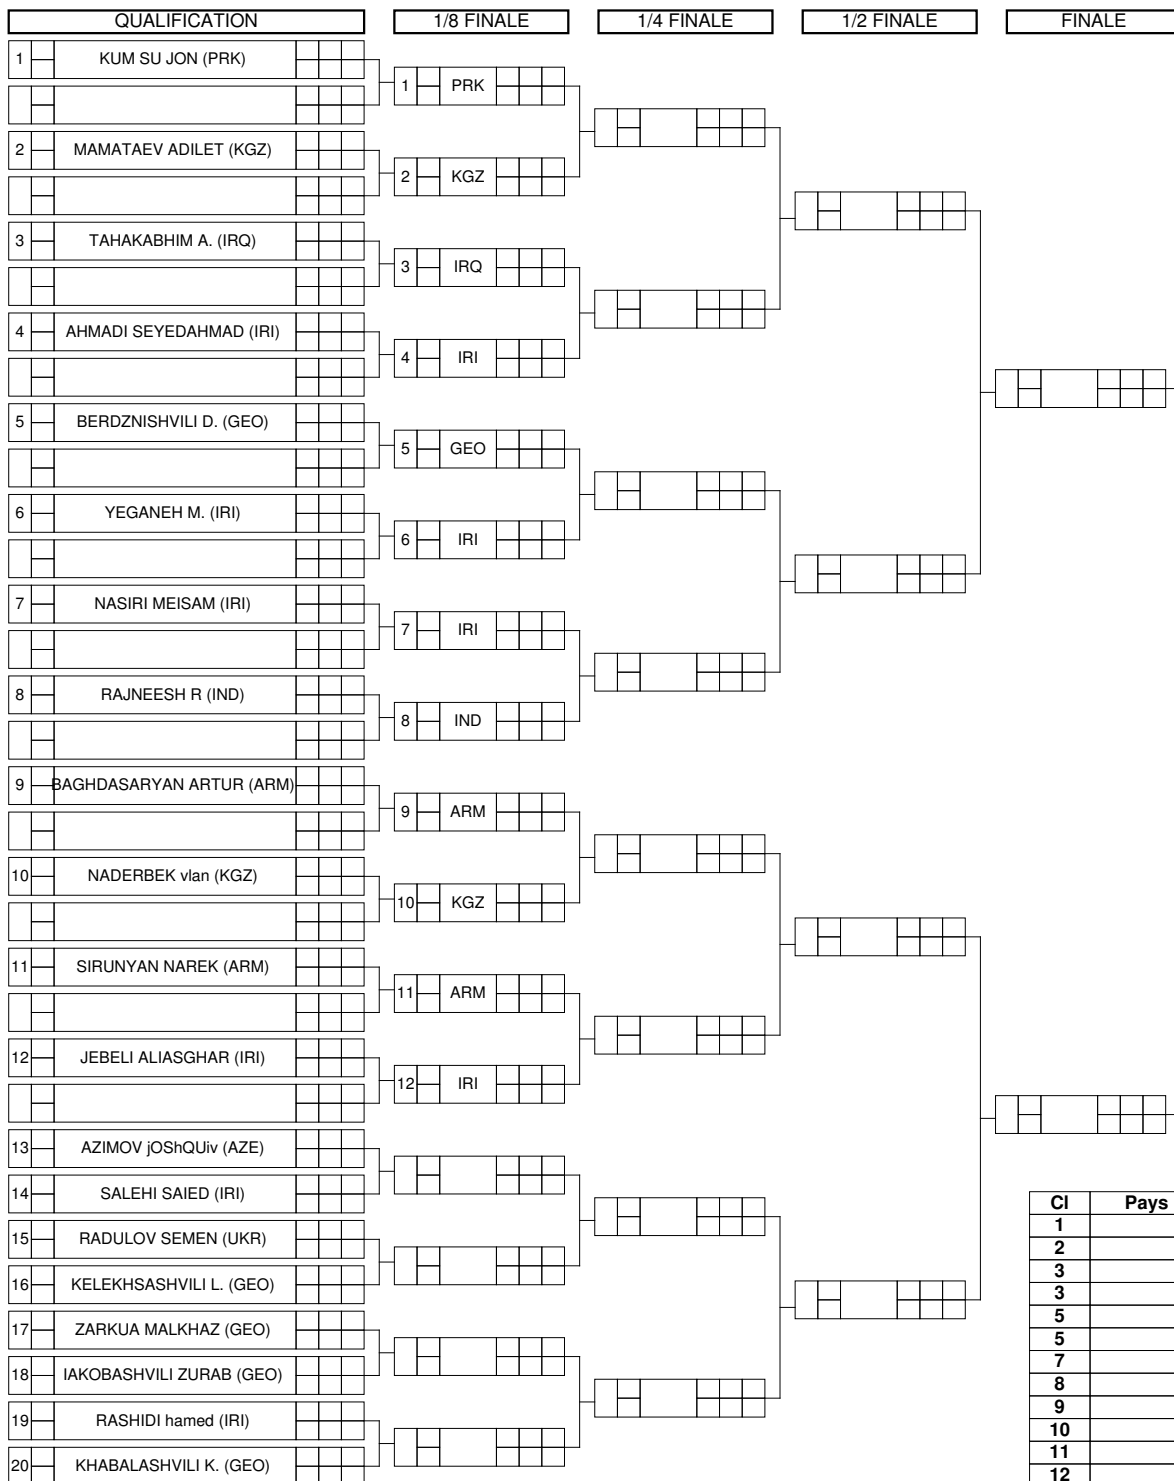 QUALIFICATION 1/8 FINALE 1/4 FINALE 1/2 FINALE FINALE
1 KUM SU JON (PRK)
1 PRK
2 MAMATAEV ADILET (KGZ)
2 KGZ
3 TAHAKABHIM A. (IRQ)
3 IRQ
4 AHMADI SEYEDAHMAD (IRI)
4 IRI
5 BERDZNISHVILI D. (GEO)
5 GEO
6 YEGANEH M. (IRI)
6 IRI
7 NASIRI MEISAM (IRI)
7 IRI
8 RAJNEESH R (IND)
8 IND
9 BAGHDASARYAN ARTUR (ARM)
9 ARM
10 NADERBEK vlan (KGZ)
10 KGZ
11 SIRUNYAN NAREK (ARM)
11 ARM
12 JEBELI ALIASGHAR (IRI)
12 IRI
13 AZIMOV jOShQUiv (AZE)
14 SALEHI SAIED (IRI)
15 RADULOV SEMEN (UKR)
16 KELEKHSASHVILI L. (GEO)
17 ZARKUA MALKHAZ (GEO)
18 IAKOBASHVILI ZURAB (GEO)
19 RASHIDI hamed (IRI)
20 KHABALASHVILI K. (GEO)
Cl Pays
1
2
3
3
5
5
7
8
9
10
11
12